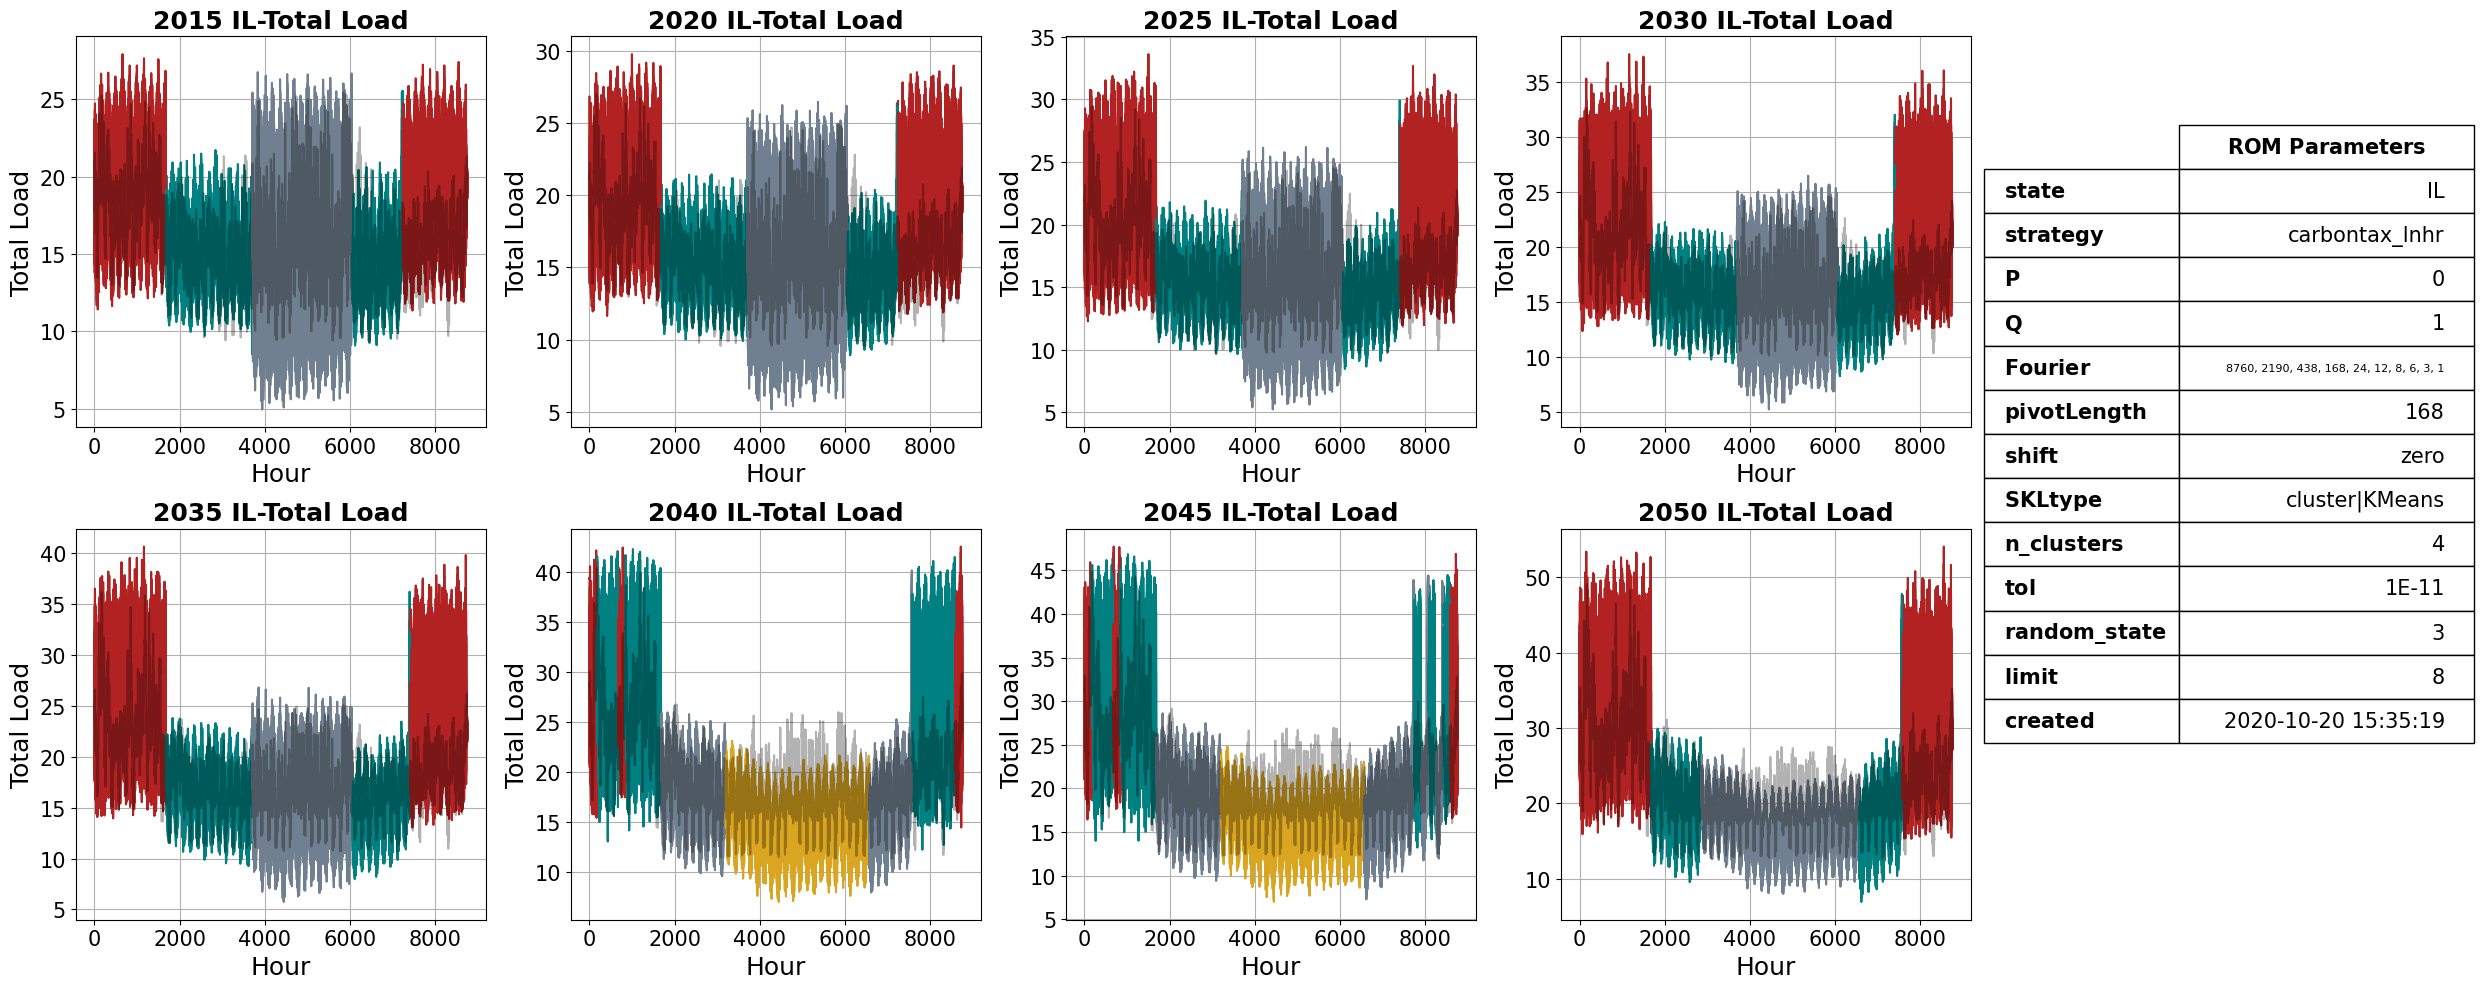 2015 IL-Total Load
Total Load
25
20
15
10
5
0 2000 4000 6000 8000
Hour
2020 IL-Total Load
Total Load
30
25
20
15
10
5
0 2000 4000 6000 8000
Hour
2025 IL-Total Load
Total Load
35
30
25
20
15
10
5
0 2000 4000 6000 8000
Hour
2030 IL-Total Load
Total Load
35
30
25
20
15
10
5
0 2000 4000 6000 8000
Hour
2035 IL-Total Load
Total Load
40
35
30
25
20
15
10
5
0 2000 4000 6000 8000
Hour
2040 IL-Total Load
Total Load
40
35
30
25
20
15
10
0 2000 4000 6000 8000
Hour
2045 IL-Total Load
Total Load
45
40
35
30
25
20
15
10
5
0 2000 4000 6000 8000
Hour
2050 IL-Total Load
Total Load
50
40
30
20
10
0 2000 4000 6000 8000
Hour
ROM Parameters
state IL
strategy carbontax_lnhr
P 0
Q 1
Fourier 8760, 2190, 438, 168, 24, 12, 8, 6, 3, 1
pivotLength 168
shift zero
SKLtype cluster|KMeans
n_clusters 4
tol 1E-11
random_state 3
limit 8
created 2020-10-20 15:35:19